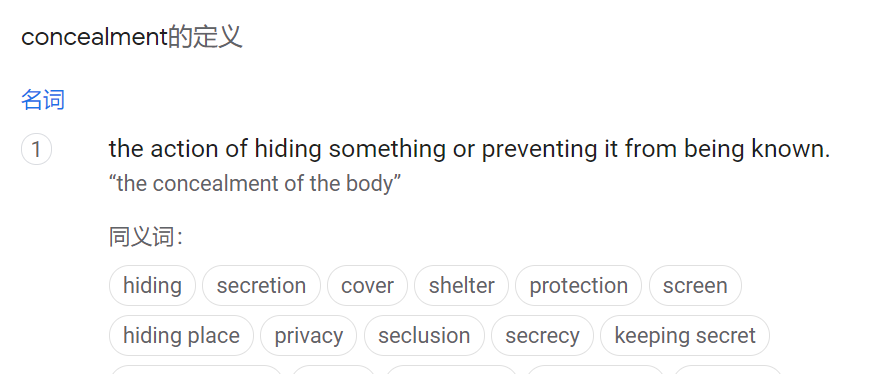 concealment的定义
名词
1 the action of hiding something or preventing it from being known.
“the concealment of the body”
同义词：
hiding secretion cover shelter protection screen
hiding place privacy seclusion secrecy keeping secret